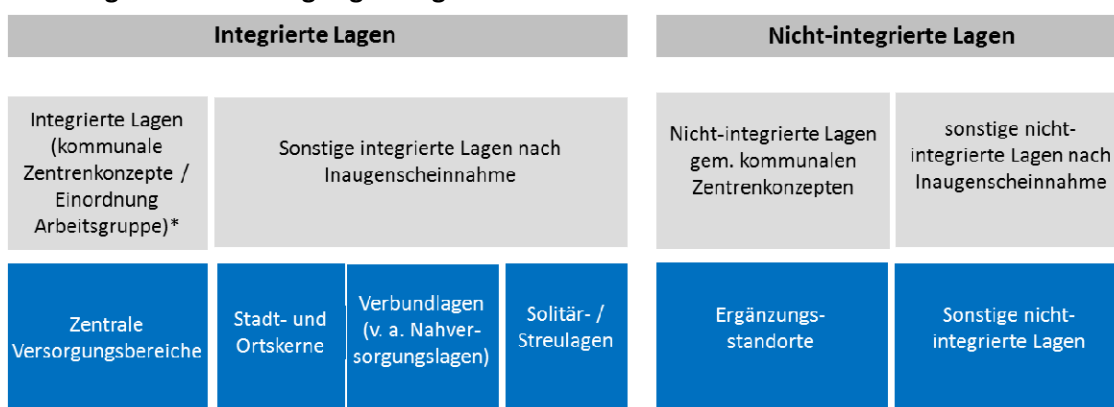 Integrierte Lagen
Nicht-integrierte Lagen
Integrierte Lagen
(kommunale
Zentrenkonzepte /
Einordnung
Arbeitsgruppe)*
Sonstige integrierte Lagen nach
Inaugenscheinnahme
Nicht-integrierte Lagen
gem. kommunalen
Zentrenkonzepten
sonstige nicht-
integrierte Lagen nach
Inaugenscheinnahme
Zentrale
Versorgungsbereiche
Stadt- und
Ortskerne
Verbundlagen
(v. a. Nahver-
sorgungslagen)
Solitär- /
Streulagen
Ergänzungs-
standorte
Sonstige nicht-
integrierte Lagen